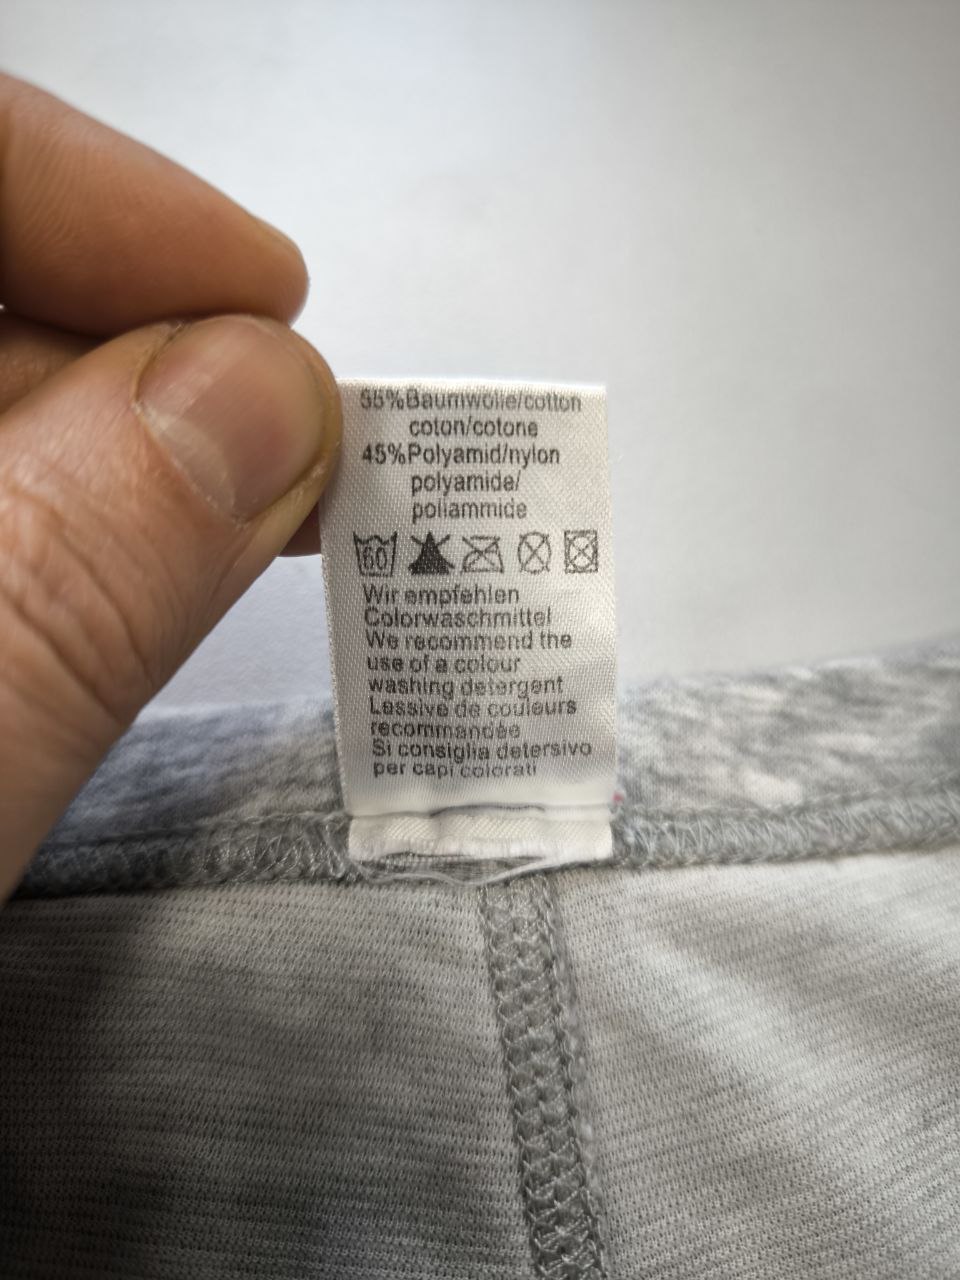 55%Baumwolle/cotton
coton/cotone
45%Polyamid/nylon
polyamide/
poliammide
60
Wir empfehlen
Colorwaschmittel
We recommend the
use of a colour
washing detergent
Lessive de couleurs
recommandée
Si consiglia detersivo
per capi colorati